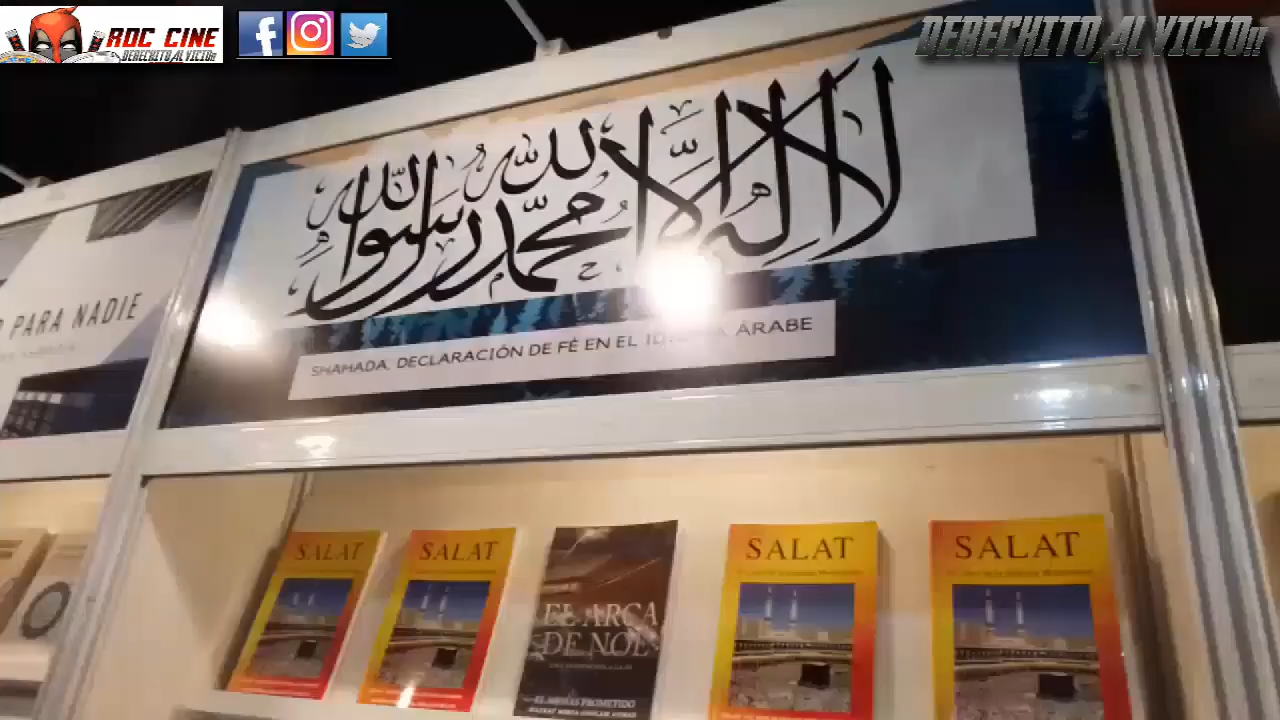 ROC CINE
DERECHITO AL VICIO!!
DERECHITO AL VICIO!!
لا إله إلا الله محمد رسول الله
PARA NADIE
SHAHADA. DECLARACIÓN DE FÉ EN EL ÁRABE
SALAT
SALAT
EL ARCA
DE NOÉ
EL MESÍAS PROMETIDO
SALAT
SALAT